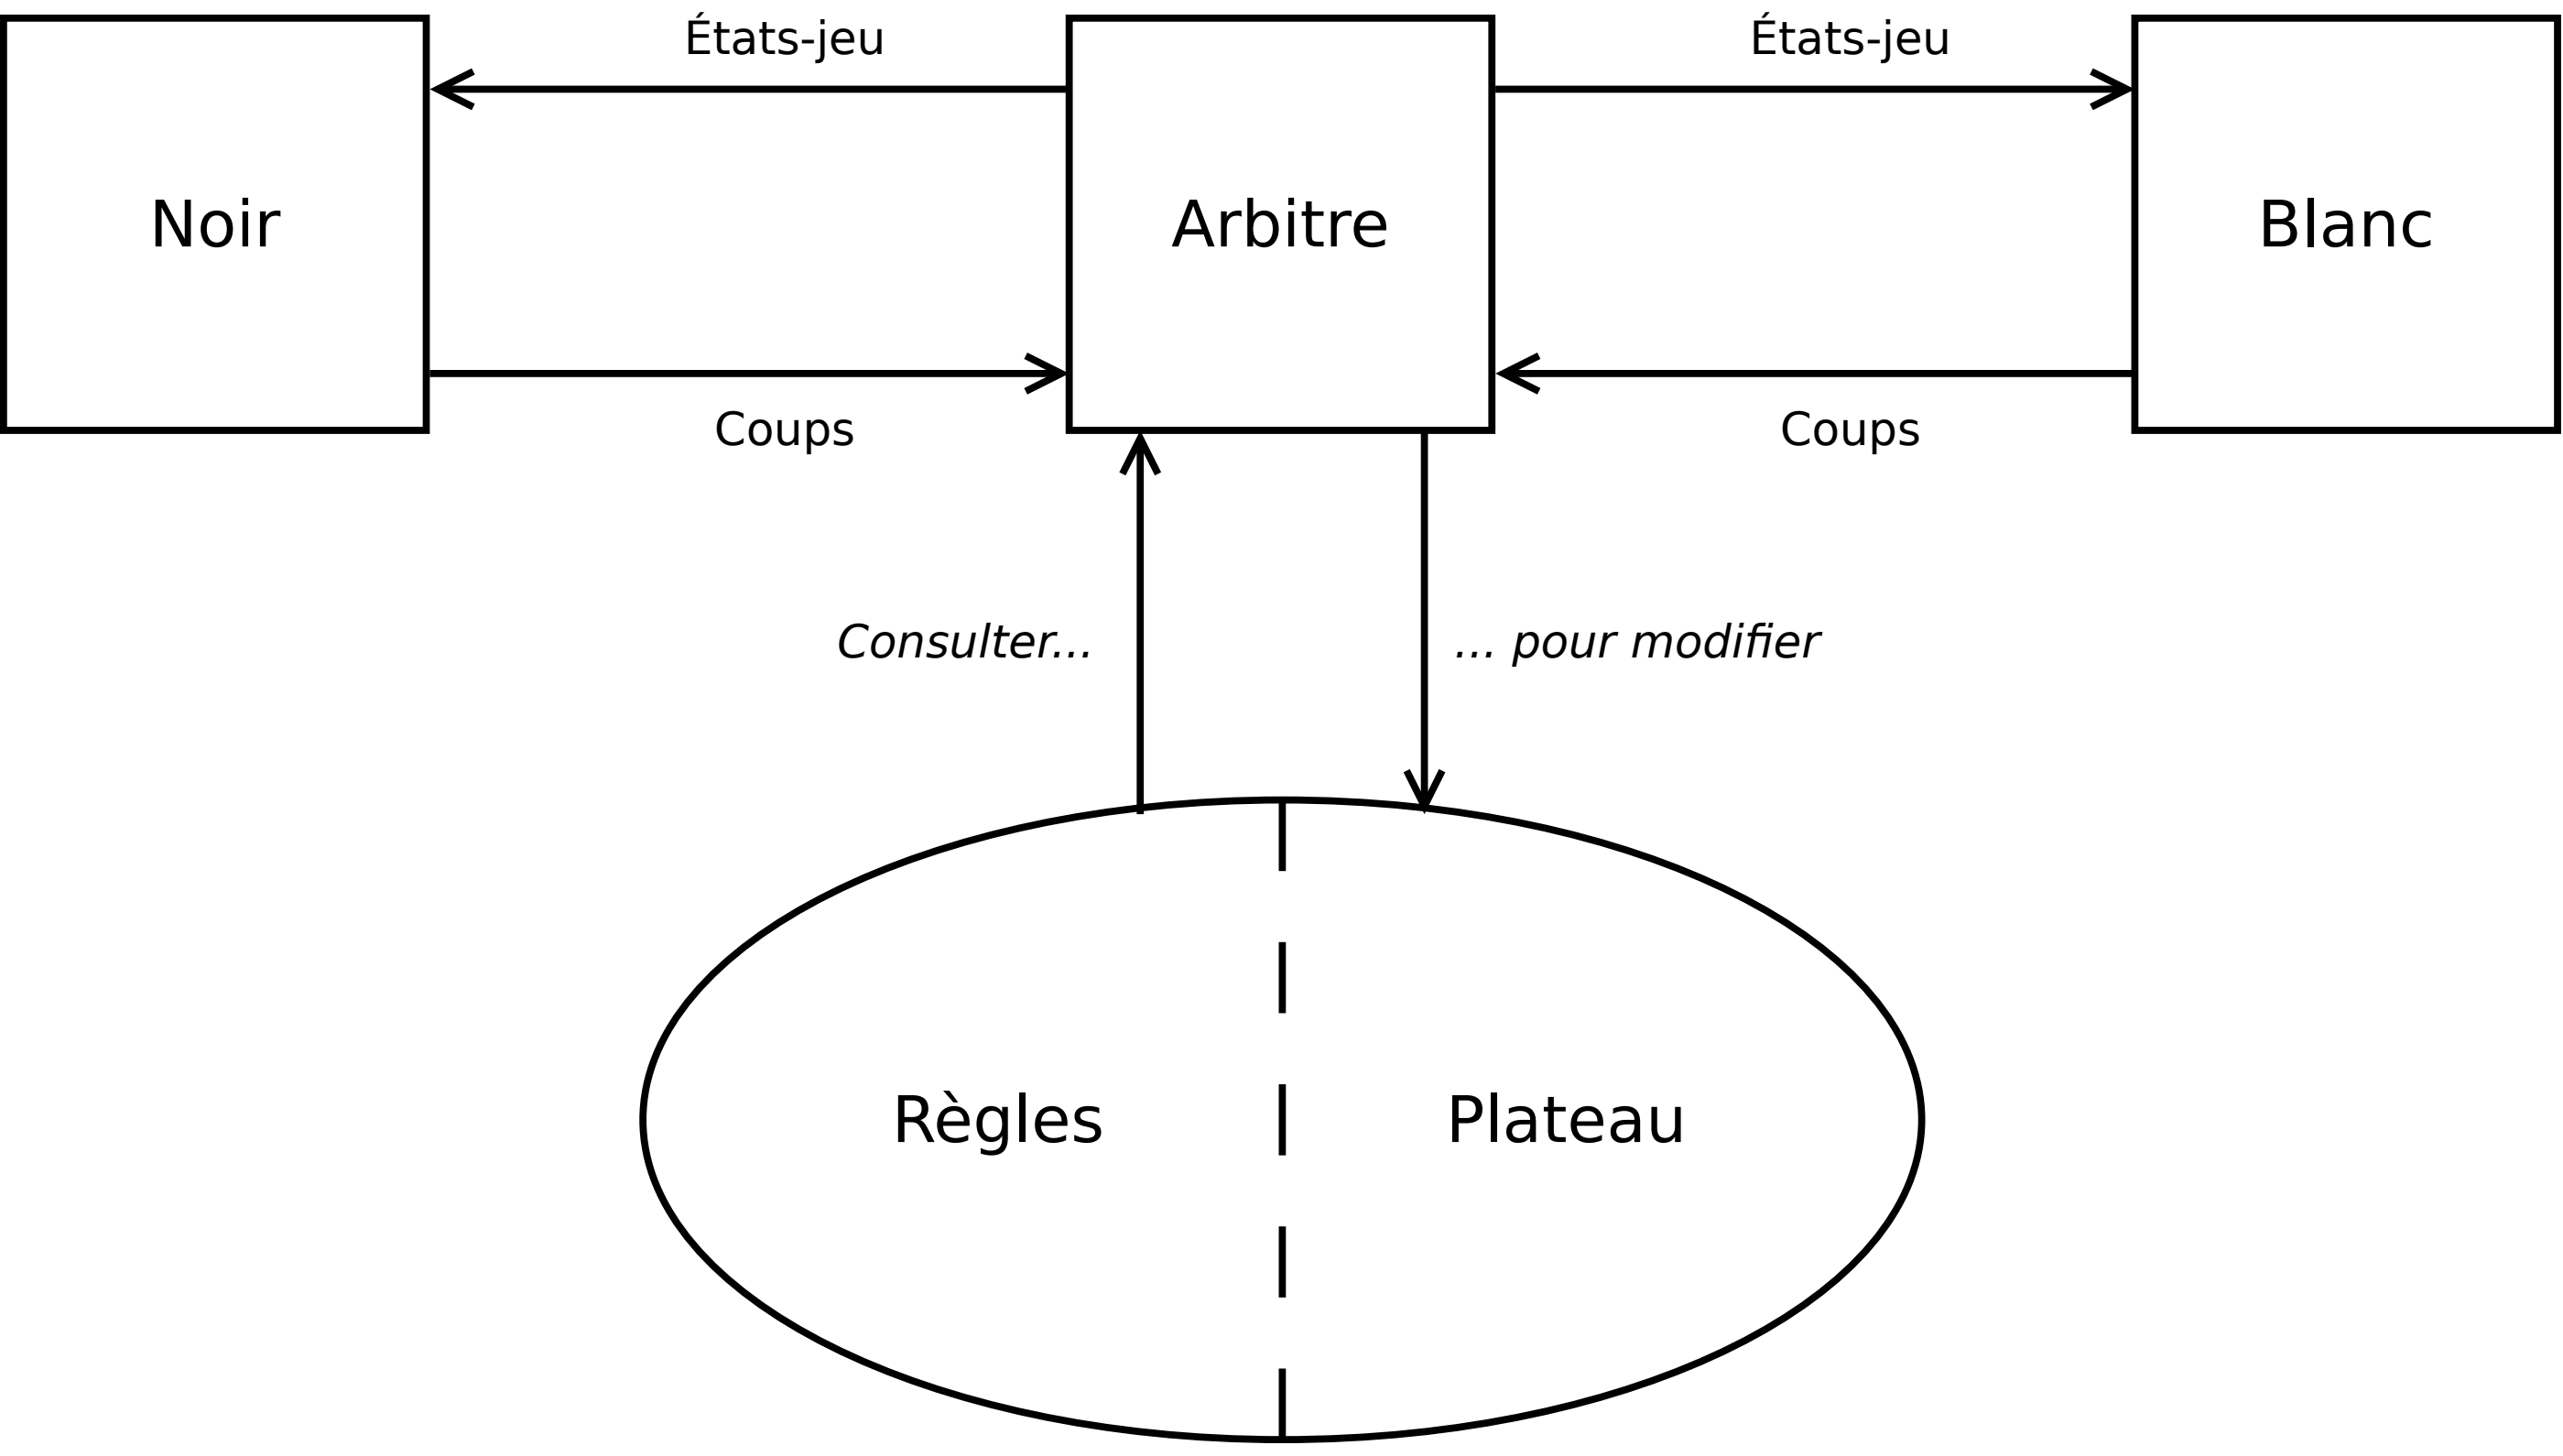 États-jeu
États-jeu
Noir
Arbitre
Blanc
Coups
Coups
Consulter...
... pour modifier
Règles
Plateau